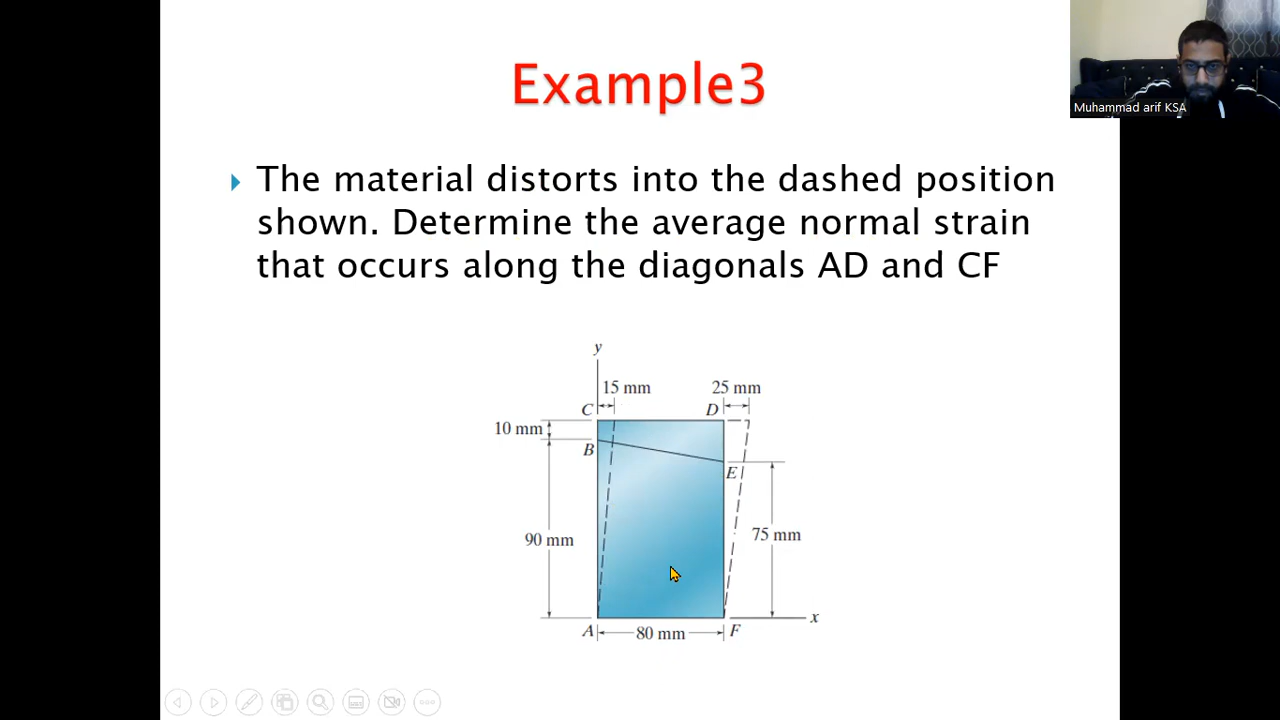 Example3
Muhammad arif KSA
The material distorts into the dashed position
shown. Determine the average normal strain
that occurs along the diagonals AD and CF
y
15 mm
25 mm
C
D
10 mm
B
E
90 mm
75 mm
A
80 mm
F
x